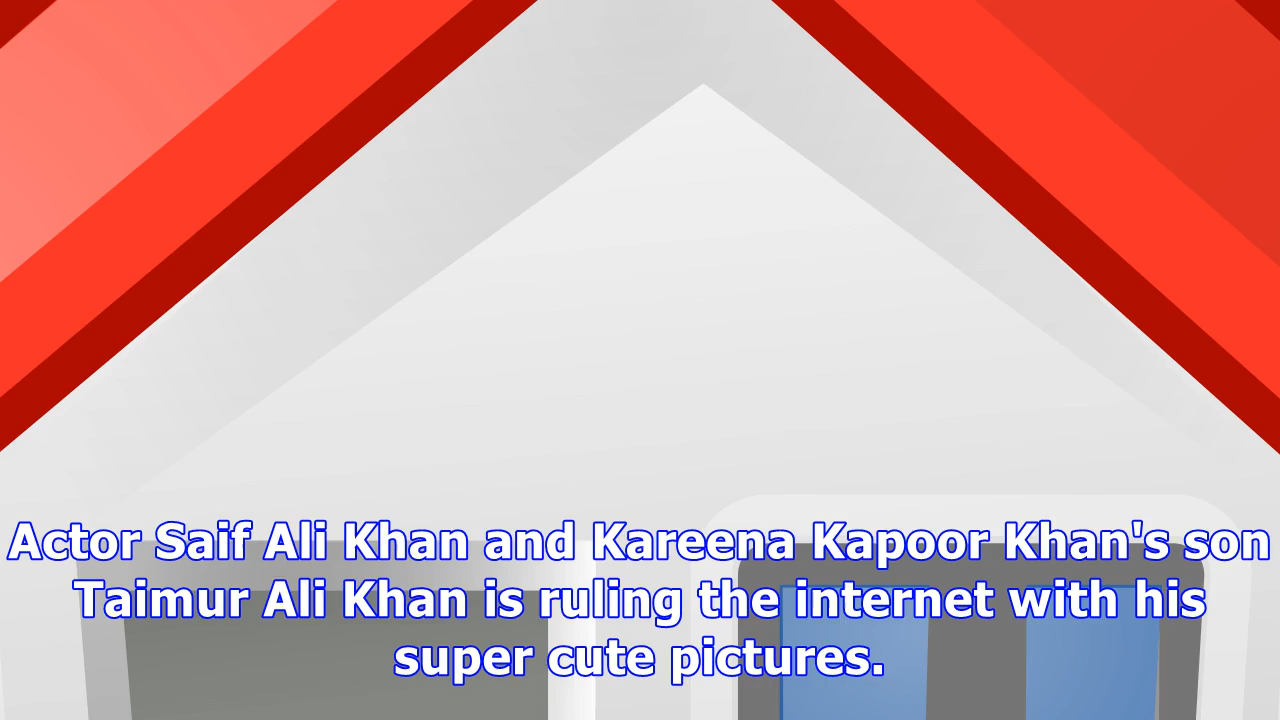 Actor Saif Ali Khan and Kareena Kapoor Khan's son
Taimur Ali Khan is ruling the internet with his
super cute pictures.